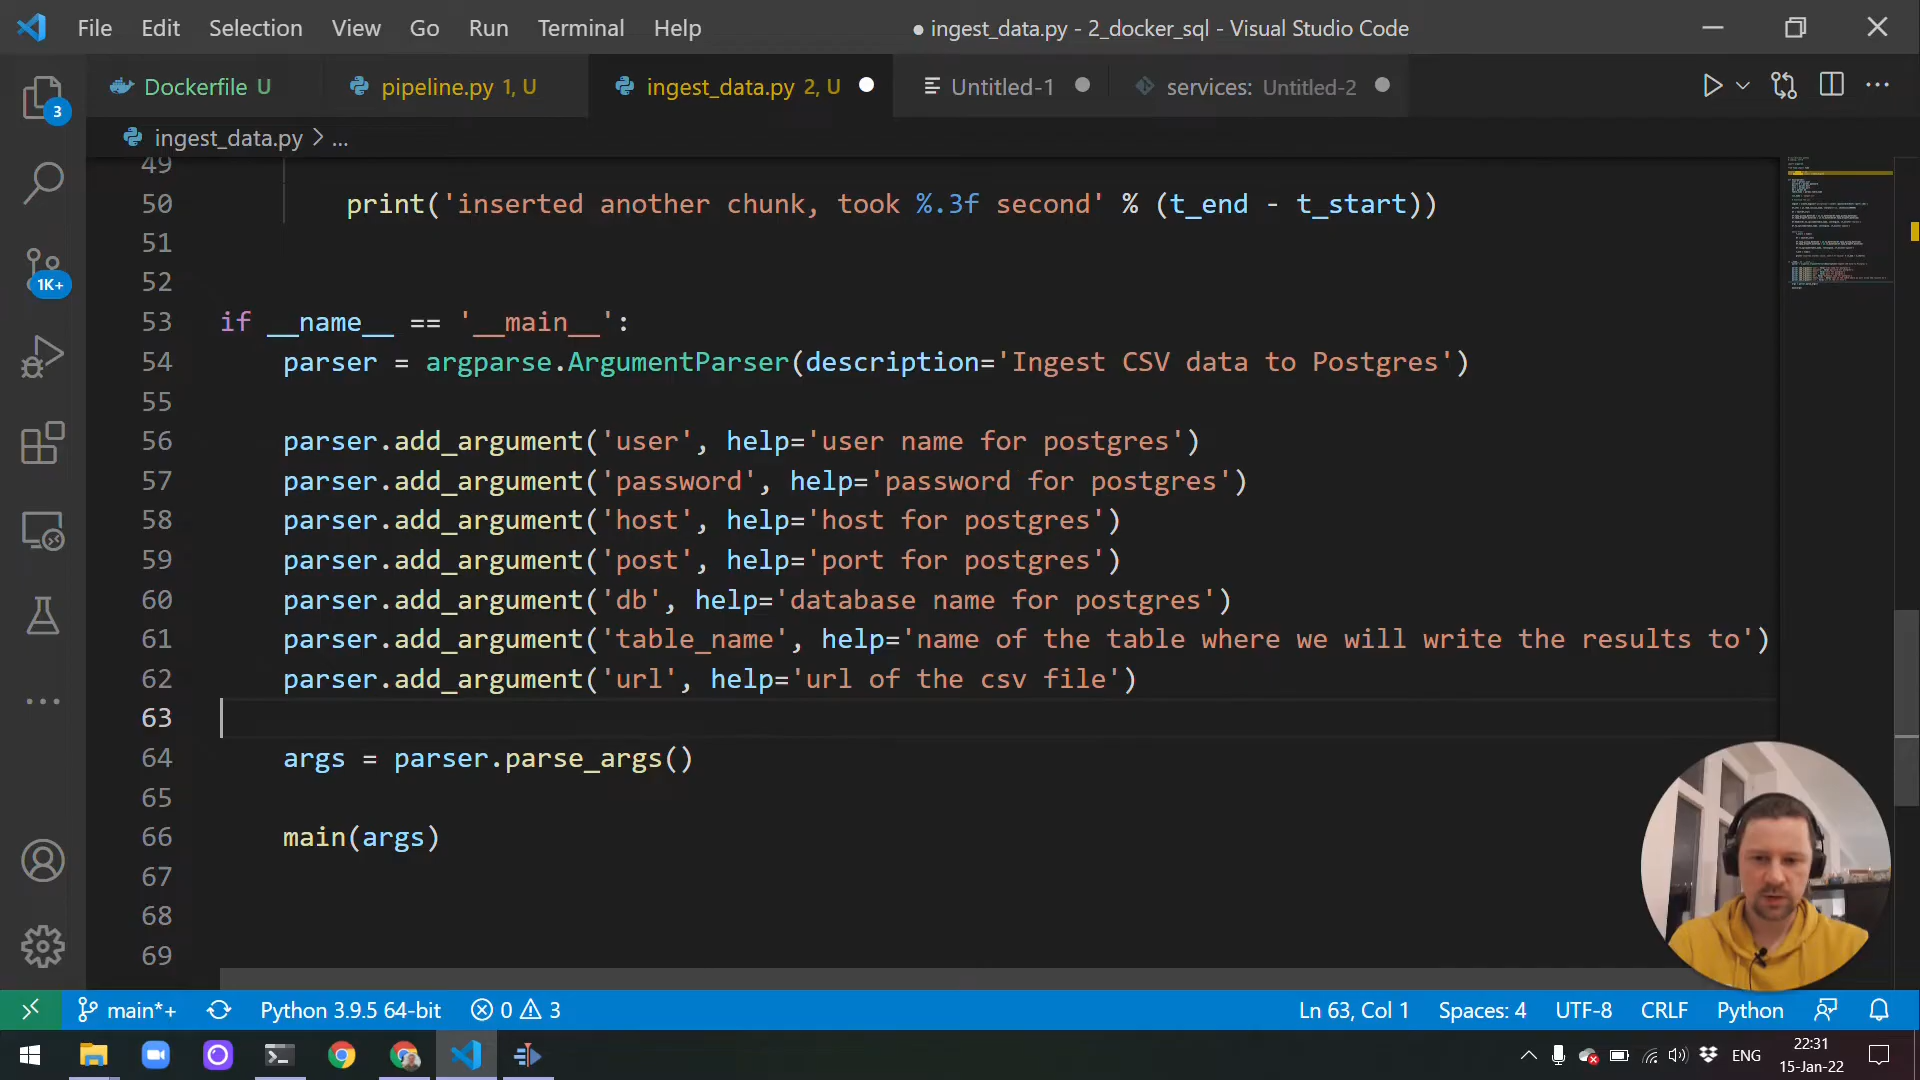 File Edit Selection View Go Run Terminal Help ● ingest_data.py - 2_docker_sql - Visual Studio Code
Dockerfile U pipeline.py 1, U ingest_data.py 2, U Untitled-1 services: Untitled-2
ingest_data.py > ...
3
1K+
49
50 print('inserted another chunk, took %.3f second' % (t_end - t_start))
51
52
53 if __name__ == '__main__':
54 parser = argparse.ArgumentParser(description='Ingest CSV data to Postgres')
55
56 parser.add_argument('user', help='user name for postgres')
57 parser.add_argument('password', help='password for postgres')
58 parser.add_argument('host', help='host for postgres')
59 parser.add_argument('post', help='port for postgres')
60 parser.add_argument('db', help='database name for postgres')
61 parser.add_argument('table_name', help='name of the table where we will write the results to')
62 parser.add_argument('url', help='url of the csv file')
63
64 args = parser.parse_args()
65
66 main(args)
67
68
69
main*+ Python 3.9.5 64-bit 0 3 Ln 63, Col 1 Spaces: 4 UTF-8 CRLF Python
ENG 22:31
15-Jan-22